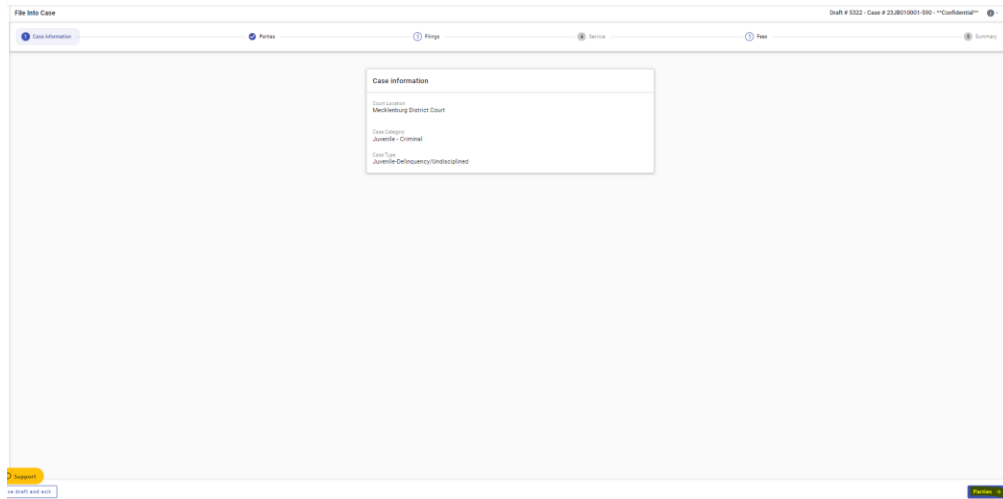 File Into Case
Draft # 5322 - Case # 23JB010001-590 - **Confidential**
1 Case information
Parties
3 Filings
4 Service
5 Fees
6 Summary
Case information
Court Location
Mecklenburg District Court
Case Category
Juvenile - Criminal
Case Type
Juvenile-Delinquency/Undisciplined
Support
ve draft and exit
Parties